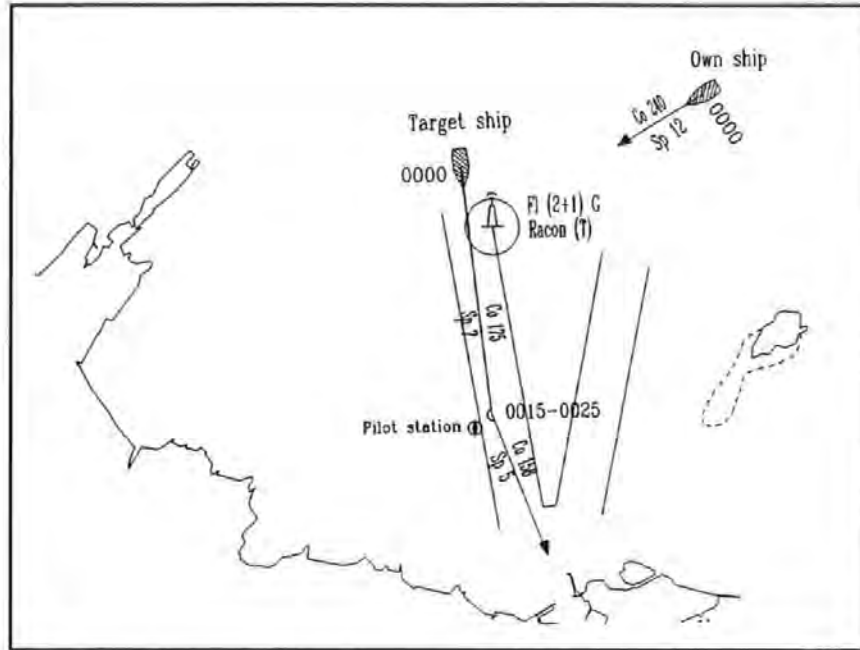 Own ship
Co 240
Sp 12
0000
Target ship
0000
Fl (2+1) G
Racon (T)
Co 175
Sp 7
0015-0025
Pilot station
Co 158
Sp 5